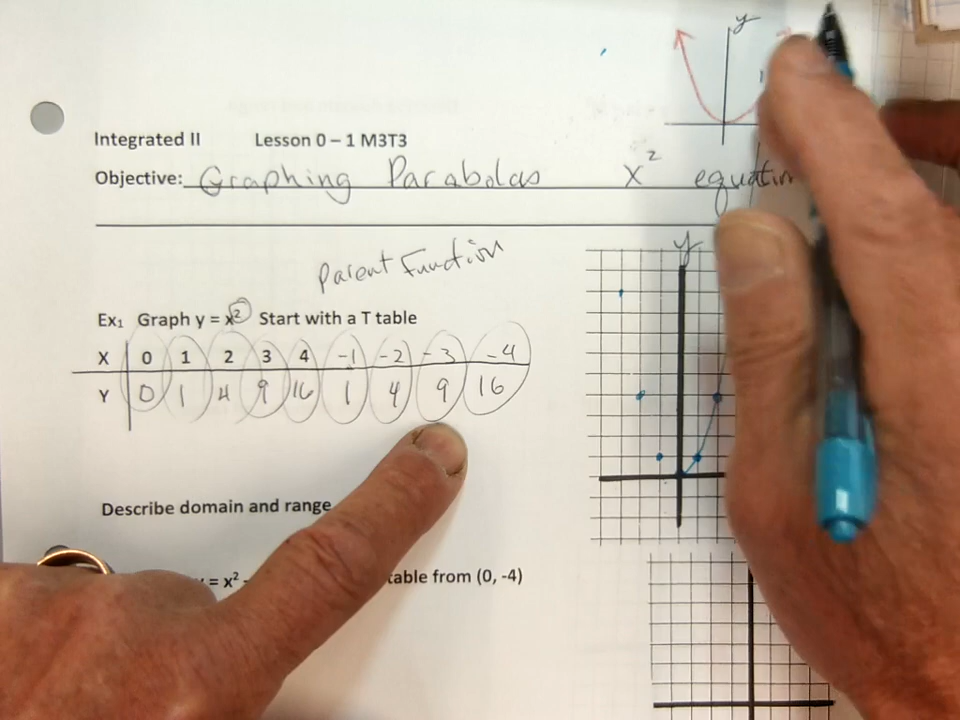 y
Integrated II Lesson 0 – 1 M3T3
Objective: Graphing Parabolas x² equation
Parent Function
y
Ex1 Graph y = x² Start with a T table
X 0 1 2 3 4 -1 -2 -3 -4
Y 0 1 4 9 16 1 4 9 16
Describe domain and range
= x² - table from (0, -4)